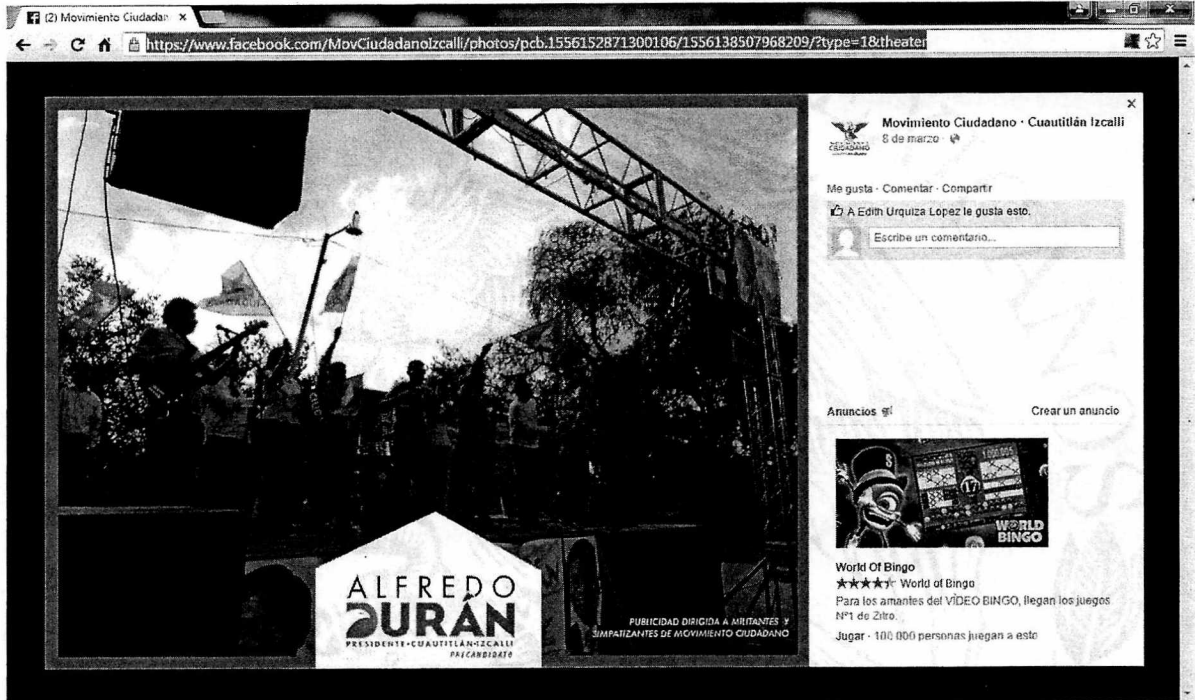 (2) Movimiento Ciudadan
https://www.facebook.com/MovCiudadanoIzcalli/photos/pcb.1556152871300106/1556138507968209/?type=1&theater
Movimiento Ciudadano · Cuautitlán Izcalli
8 de marzo ·
CIUDADANO
Me gusta · Comentar · Compartir
A Edith Urquiza Lopez le gusta esto.
Escribe un comentario...
Anuncios
Crear un anuncio
17
WORLD
BINGO
World Of Bingo
World of Bingo
Para los amantes del VÍDEO BINGO, llegan los juegos
Nº1 de Zitro.
Jugar · 100 000 personas juegan a esto
ALFREDO
DURÁN
PRESIDENTE·CUAUTITLÁN·IZCALLI
PRECANDIDATO
PUBLICIDAD DIRIGIDA A MILITANTES Y
SIMPATIZANTES DE MOVIMIENTO CIUDADANO